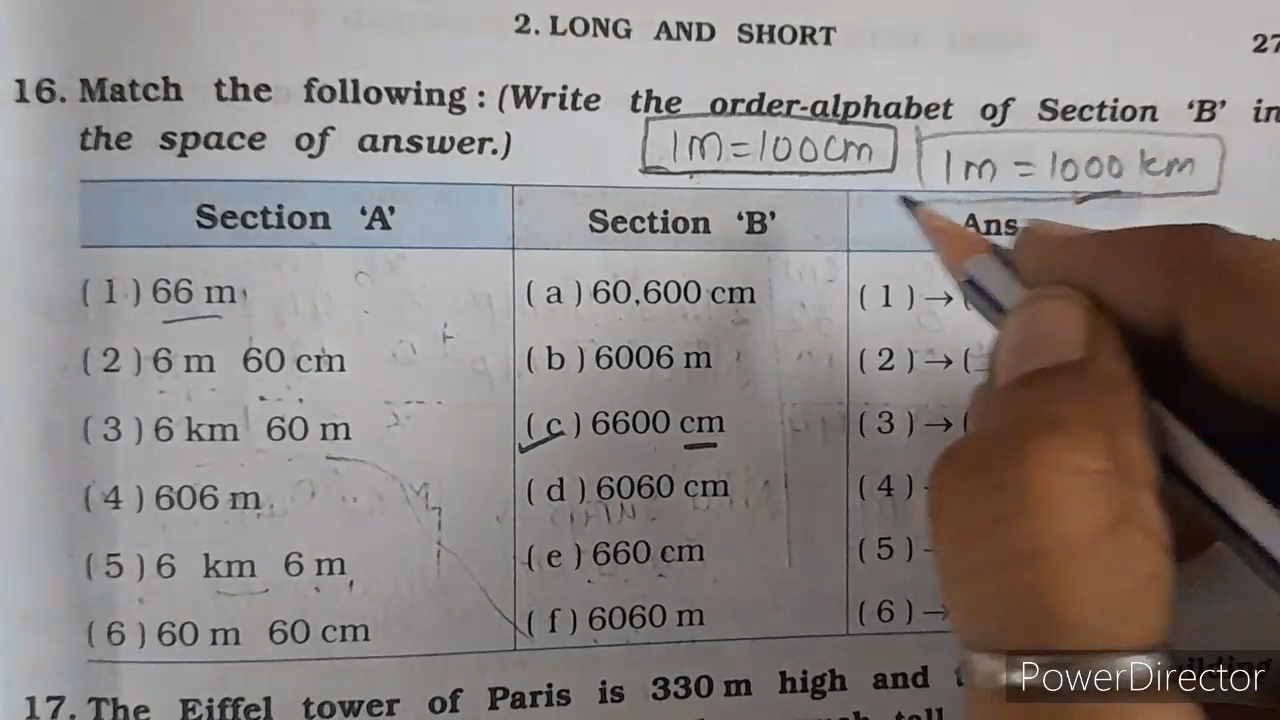 2. LONG AND SHORT
27
16. Match the following : (Write the order-alphabet of Section 'B' in
the space of answer.)
1m=100cm
1m = 1000 km
Section 'A' Section 'B' Ans
(1) 66 m (a) 60,600 cm (1)→(
(2) 6 m 60 cm (b) 6006 m (2)→(
(3) 6 km 60 m (c) 6600 cm (3)→(
(4) 606 m (d) 6060 cm (4)
(5) 6 km 6 m (e) 660 cm (5)
(6) 60 m 60 cm (f) 6060 m (6)→
PowerDirector
17. The Eiffel tower of Paris is 330 m high and
tall